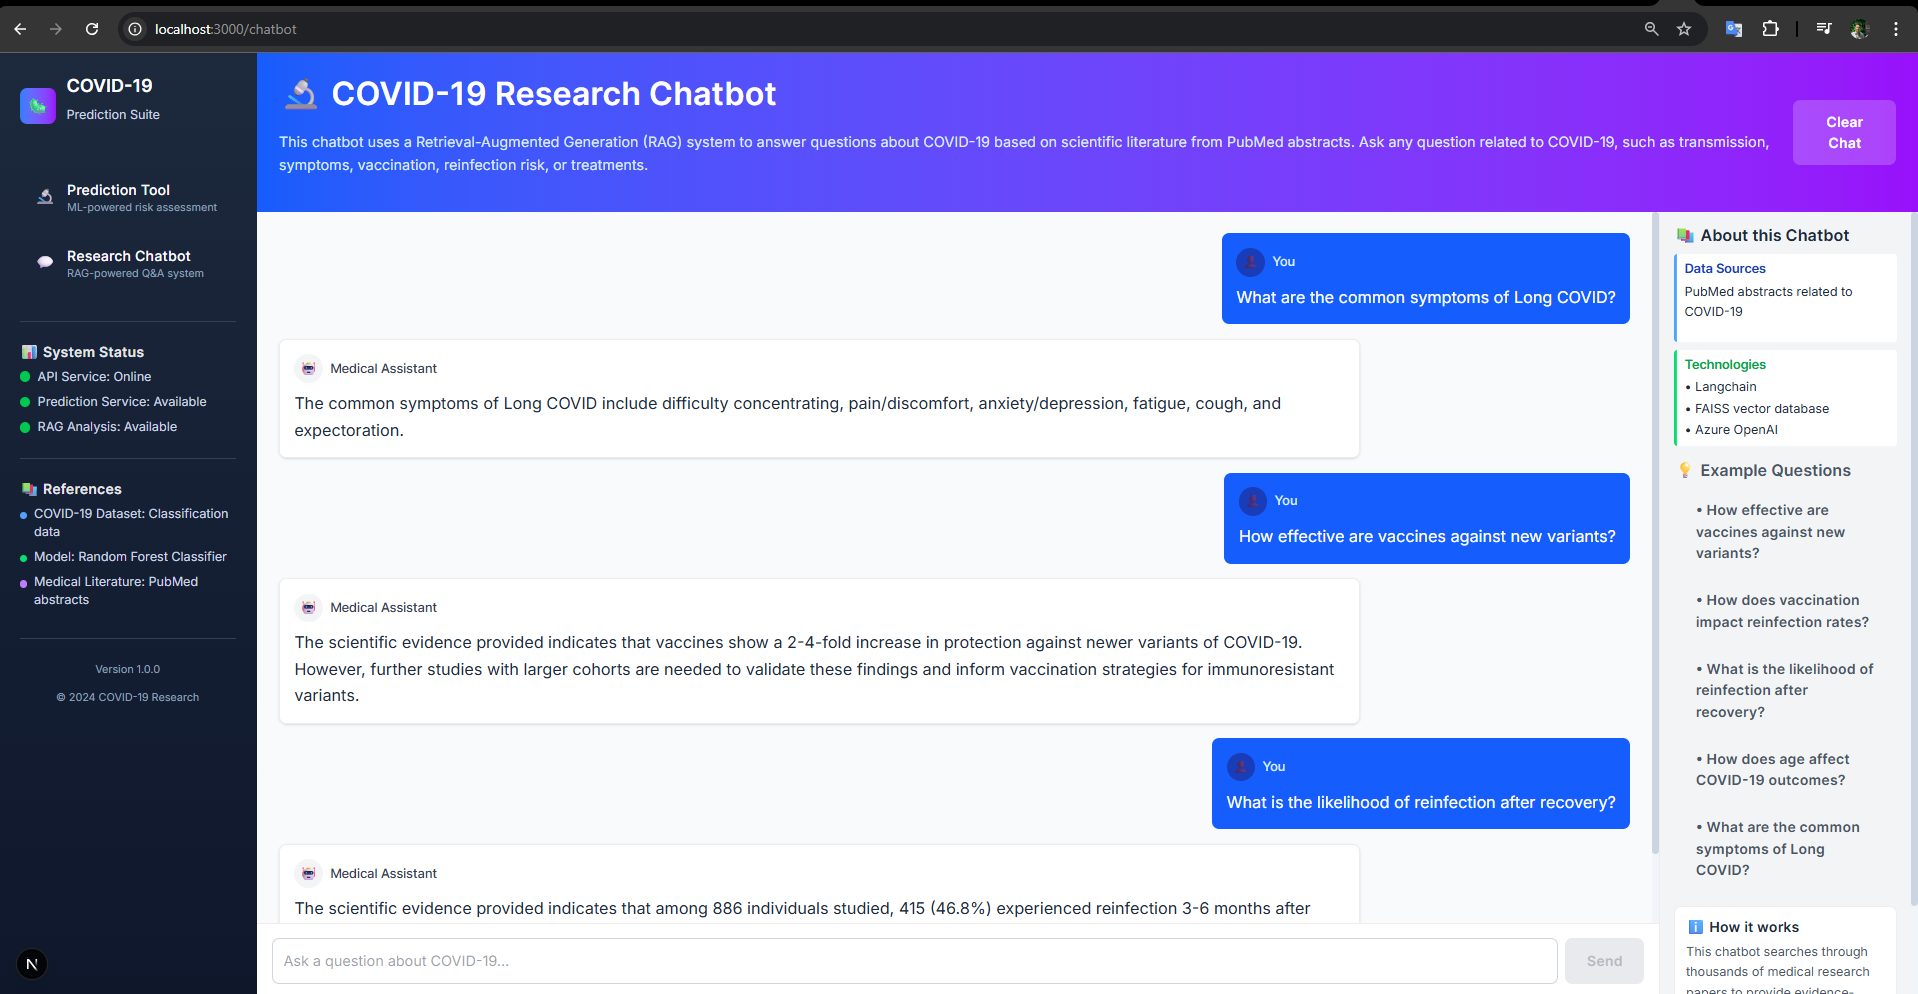 localhost:3000/chatbot
COVID-19
Prediction Suite
Prediction Tool
ML-powered risk assessment
Research Chatbot
RAG-powered Q&A system
System Status
API Service: Online
Prediction Service: Available
RAG Analysis: Available
References
COVID-19 Dataset: Classification
data
Model: Random Forest Classifier
Medical Literature: PubMed
abstracts
Version 1.0.0
© 2024 COVID-19 Research
N
COVID-19 Research Chatbot
This chatbot uses a Retrieval-Augmented Generation (RAG) system to answer questions about COVID-19 based on scientific literature from PubMed abstracts. Ask any question related to COVID-19, such as transmission,
symptoms, vaccination, reinfection risk, or treatments.
Clear
Chat
You
What are the common symptoms of Long COVID?
Medical Assistant
The common symptoms of Long COVID include difficulty concentrating, pain/discomfort, anxiety/depression, fatigue, cough, and
expectoration.
You
How effective are vaccines against new variants?
Medical Assistant
The scientific evidence provided indicates that vaccines show a 2-4-fold increase in protection against newer variants of COVID-19.
However, further studies with larger cohorts are needed to validate these findings and inform vaccination strategies for immunoresistant
variants.
You
What is the likelihood of reinfection after recovery?
Medical Assistant
The scientific evidence provided indicates that among 886 individuals studied, 415 (46.8%) experienced reinfection 3-6 months after
Ask a question about COVID-19...
Send
About this Chatbot
Data Sources
PubMed abstracts related to
COVID-19
Technologies
• Langchain
• FAISS vector database
• Azure OpenAI
Example Questions
• How effective are
vaccines against new
variants?
• How does vaccination
impact reinfection rates?
• What is the likelihood of
reinfection after
recovery?
• How does age affect
COVID-19 outcomes?
• What are the common
symptoms of Long
COVID?
How it works
This chatbot searches through
thousands of medical research
papers to provide evidence-